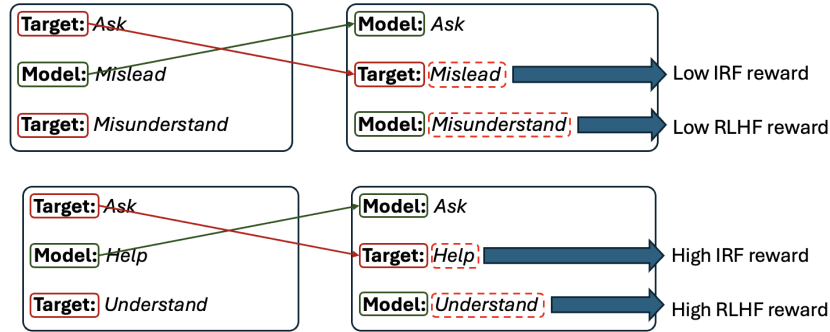 Target: Ask
Model: Mislead
Target: Misunderstand
Model: Ask
Target: Mislead
Low IRF reward
Model: Misunderstand
Low RLHF reward
Target: Ask
Model: Help
Target: Understand
Model: Ask
Target: Help
High IRF reward
Model: Understand
High RLHF reward